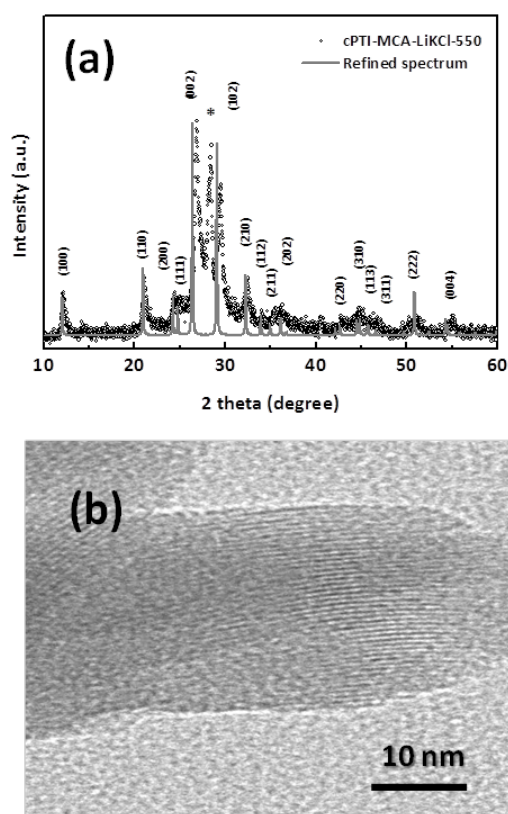 (a)
cPTI-MCA-LiKCl-550
Refined spectrum
Intensity (a.u.)
(100)
(110)
(200)
(111)
(002)
*
(102)
(210)
(112)
(211)
(202)
(220)
(310)
(113)
(311)
(222)
(004)
10 20 30 40 50 60
2 theta (degree)
(b)
10 nm